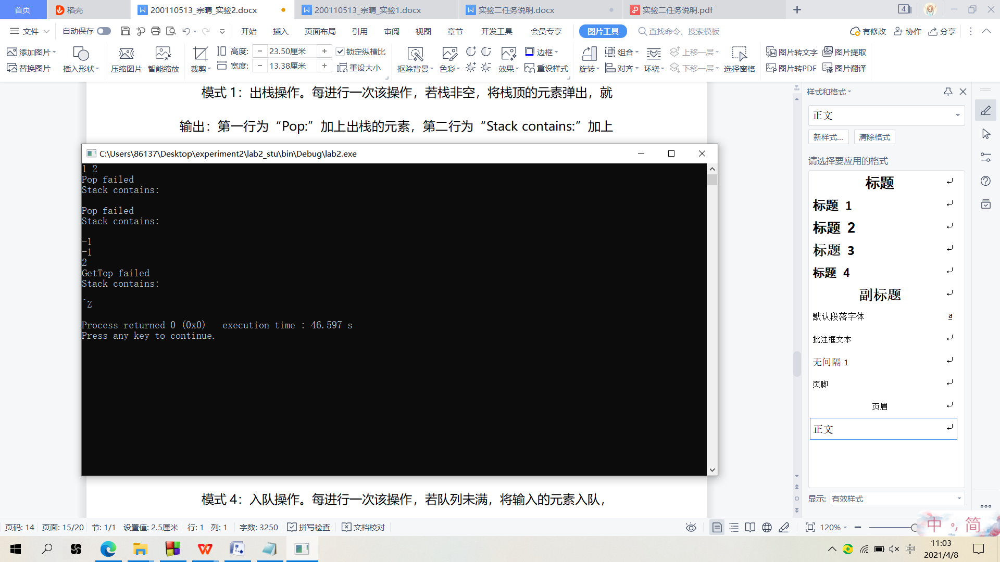 首页
稻壳
200110513_宗晴_实验2.docx
200110513_宗晴_实验1.docx
实验二任务说明.docx
实验二任务说明.pdf
4
文件
自动保存
开始
插入
页面布局
引用
审阅
视图
章节
开发工具
会员专享
图片工具
查找命令、搜索模板
有修改
协作
分享
添加图片
替换图片
插入形状
压缩图片
智能缩放
裁剪
高度:
23.50厘米
宽度:
13.38厘米
锁定纵横比
重设大小
抠除背景
色彩
效果
边框
重设样式
旋转
组合
对齐
环绕
上移一层
下移一层
选择窗格
图片转文字
图片提取
图片转PDF
图片翻译
模式 1：出栈操作。每进行一次该操作，若栈非空，将栈顶的元素弹出，就
输出：第一行为“Pop:”加上出栈的元素，第二行为“Stack contains:”加上
C:\Users\86137\Desktop\experiment2\lab2_stu\bin\Debug\lab2.exe
1 2
Pop failed
Stack contains:
Pop failed
Stack contains:
-1
-1
2
GetTop failed
Stack contains:
^Z
Process returned 0 (0x0)   execution time : 46.597 s
Press any key to continue.
模式 4：入队操作。每进行一次该操作，若队列未满，将输入的元素入队，
样式和格式
正文
新样式...
清除格式
请选择要应用的格式
标题
标题 1
标题 2
标题 3
标题 4
副标题
默认段落字体
a
批注框文本
无间隔 1
页脚
页眉
正文
显示:
有效样式
页码: 14
页面: 15/20
节: 1/1
设置值: 2.5厘米
行: 1
列: 1
字数: 3250
拼写检查
文档校对
120%
中 °, 简
中
11:03
2021/4/8